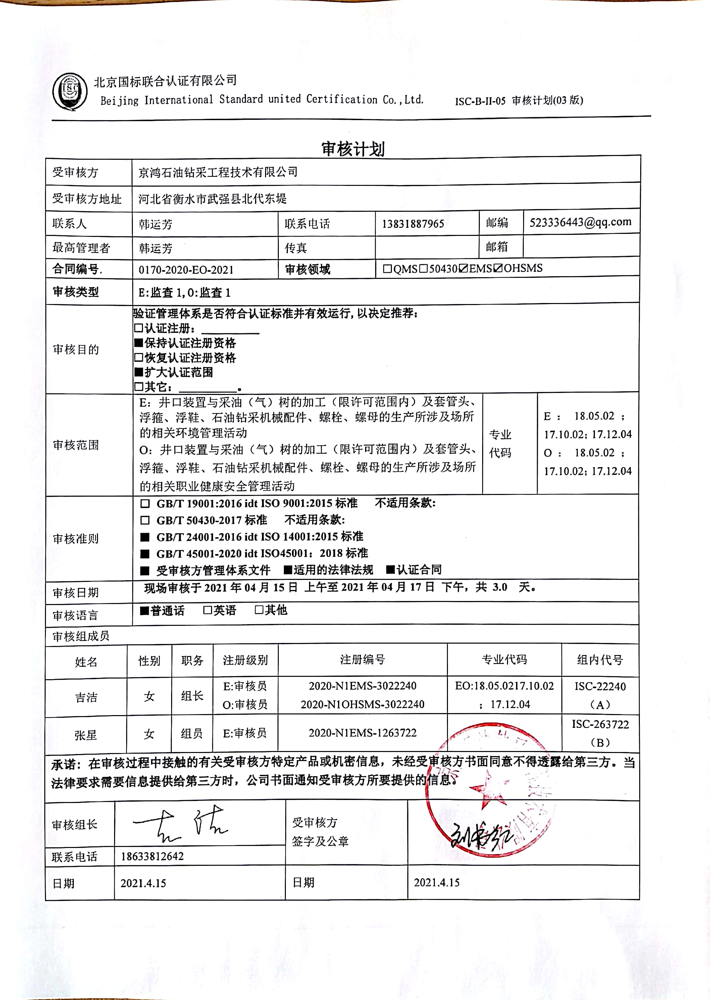 ISC
北京国标联合认证有限公司
Beijing International Standard united Certification Co.,Ltd. ISC-B-II-05 审核计划(03 版)
审核计划
受审核方 京鸿石油钻采工程技术有限公司
受审核方地址 河北省衡水市武强县北代东堤
联系人 韩运芳 联系电话 13831887965 邮编 523336443@qq.com
最高管理者 韩运芳 传真 邮箱
合同编号. 0170-2020-EO-2021 审核领域 □QMS□50430☑EMS☑OHSMS
审核类型 E:监查 1,O:监查 1
审核目的
验证管理体系是否符合认证标准并有效运行,以决定推荐:
□认证注册:
■保持认证注册资格
□恢复认证注册资格
■扩大认证范围
□其它: 。
审核范围
E：井口装置与采油（气）树的加工（限许可范围内）及套管头、
浮箍、浮鞋、石油钻采机械配件、螺栓、螺母的生产所涉及场所
的相关环境管理活动
O：井口装置与采油（气）树的加工（限许可范围内）及套管头、
浮箍、浮鞋、石油钻采机械配件、螺栓、螺母的生产所涉及场所
的相关职业健康安全管理活动
专业
代码
E： 18.05.02；
17.10.02；17.12.04
O： 18.05.02；
17.10.02；17.12.04
审核准则
□ GB/T 19001:2016 idt ISO 9001:2015 标准 不适用条款:
□ GB/T 50430-2017 标准 不适用条款:
■ GB/T 24001-2016 idt ISO 14001:2015 标准
■ GB/T 45001-2020 idt ISO45001：2018 标准
■ 受审核方管理体系文件 ■适用的法律法规 ■认证合同
审核日期 现场审核于 2021 年 04 月 15 日 上午至 2021 年 04 月 17 日 下午，共 3.0 天。
审核语言 ■普通话 □英语 □其他
审核组成员
姓名 性别 职务 注册级别 注册编号 专业代码 组内代号
吉洁 女 组长
E:审核员
O:审核员
2020-N1EMS-3022240
2020-N1OHSMS-3022240
EO:18.05.0217.10.02
；17.12.04
ISC-22240
（A）
张星 女 组员 E:审核员 2020-N1EMS-1263722
ISC-263722
（B）
承诺：在审核过程中接触的有关受审核方特定产品或机密信息，未经受审核方书面同意不得透露给第三方。当
法律要求需要信息提供给第三方时，公司书面通知受审核方所要提供的信息。
审核组长 吉洁
受审核方
签字及公章
联系电话 18633812642
日期 2021.4.15 日期 2021.4.15